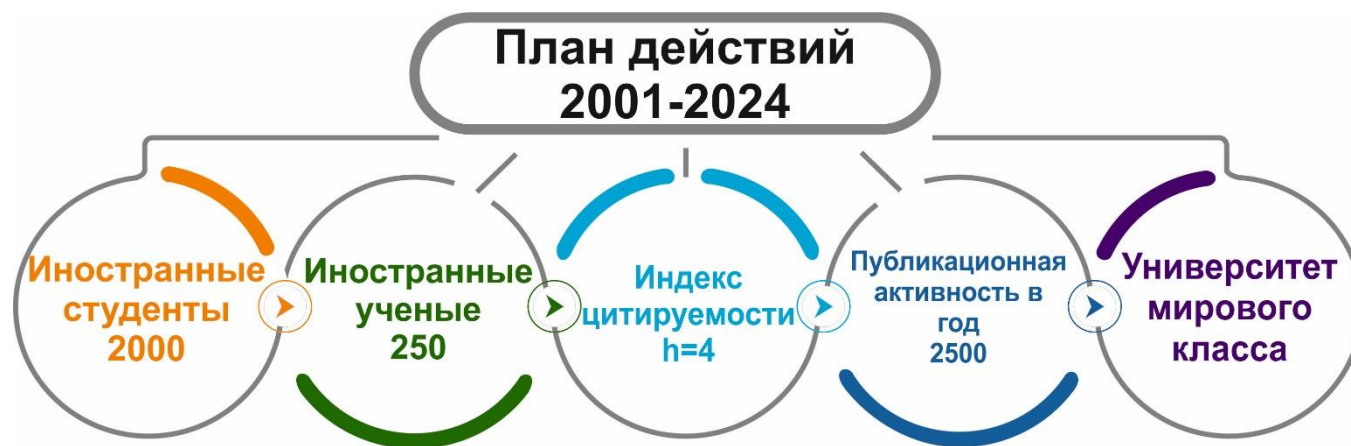 План действий
2001-2024
Иностранные
студенты
2000
Иностранные
ученые
250
Индекс
цитируемости
h=4
Публикационная
активность в
год
2500
Университет
мирового
класса